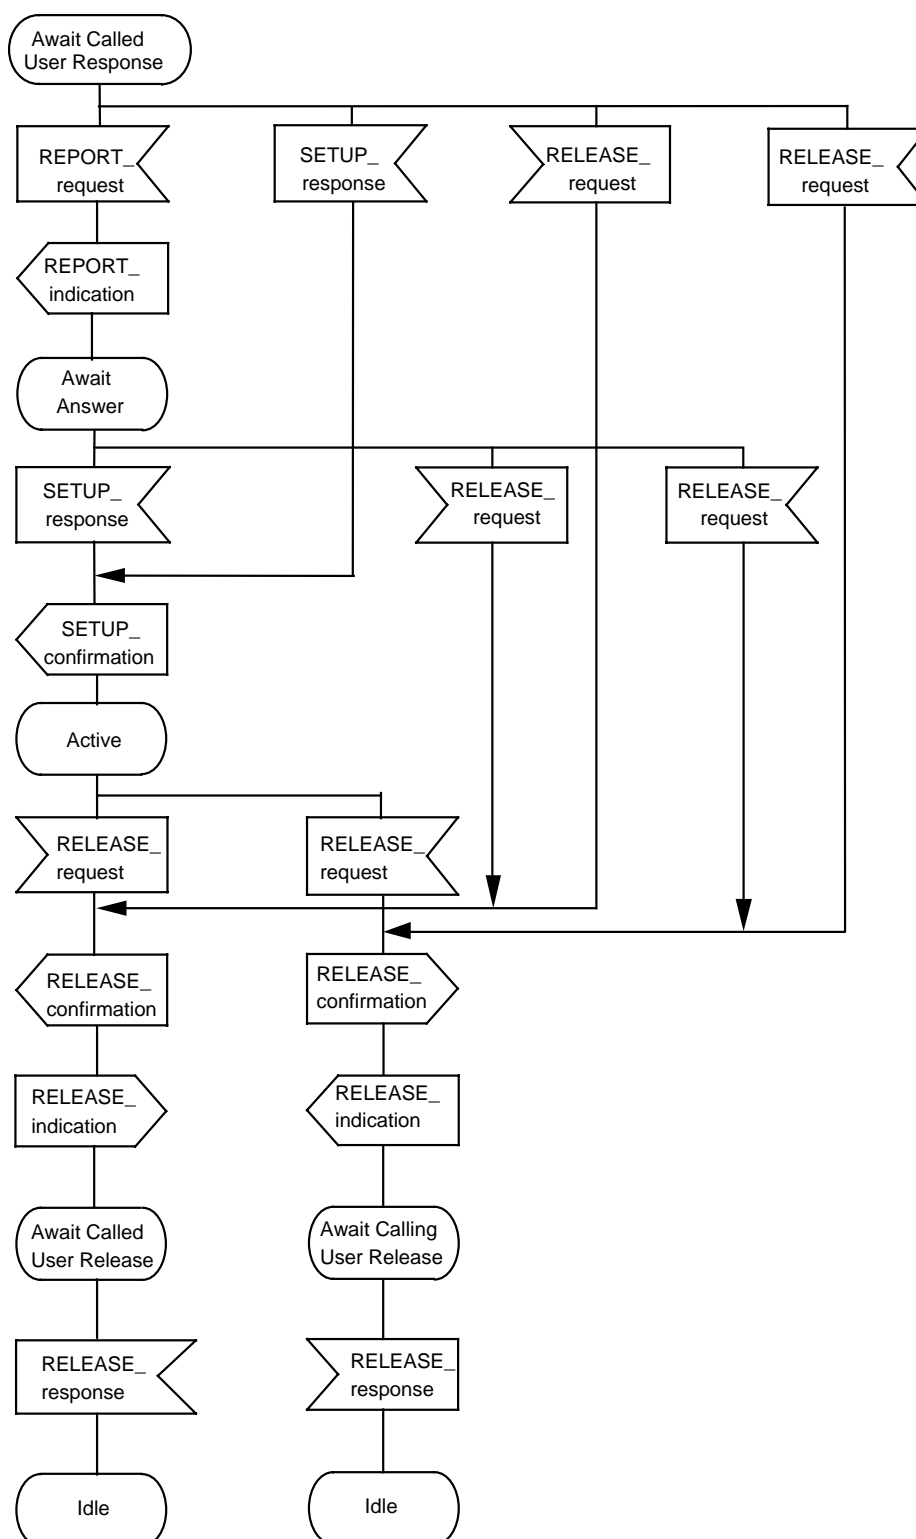 Await Called
User Response
REPORT_
request
SETUP_
response
RELEASE_
request
RELEASE_
request
REPORT_
indication
Await
Answer
SETUP_
response
RELEASE_
request
RELEASE_
request
SETUP_
confirmation
Active
RELEASE_
request
RELEASE_
request
RELEASE_
confirmation
RELEASE_
confirmation
RELEASE_
indication
RELEASE_
indication
Await Called
User Release
Await Calling
User Release
RELEASE_
response
RELEASE_
response
Idle
Idle